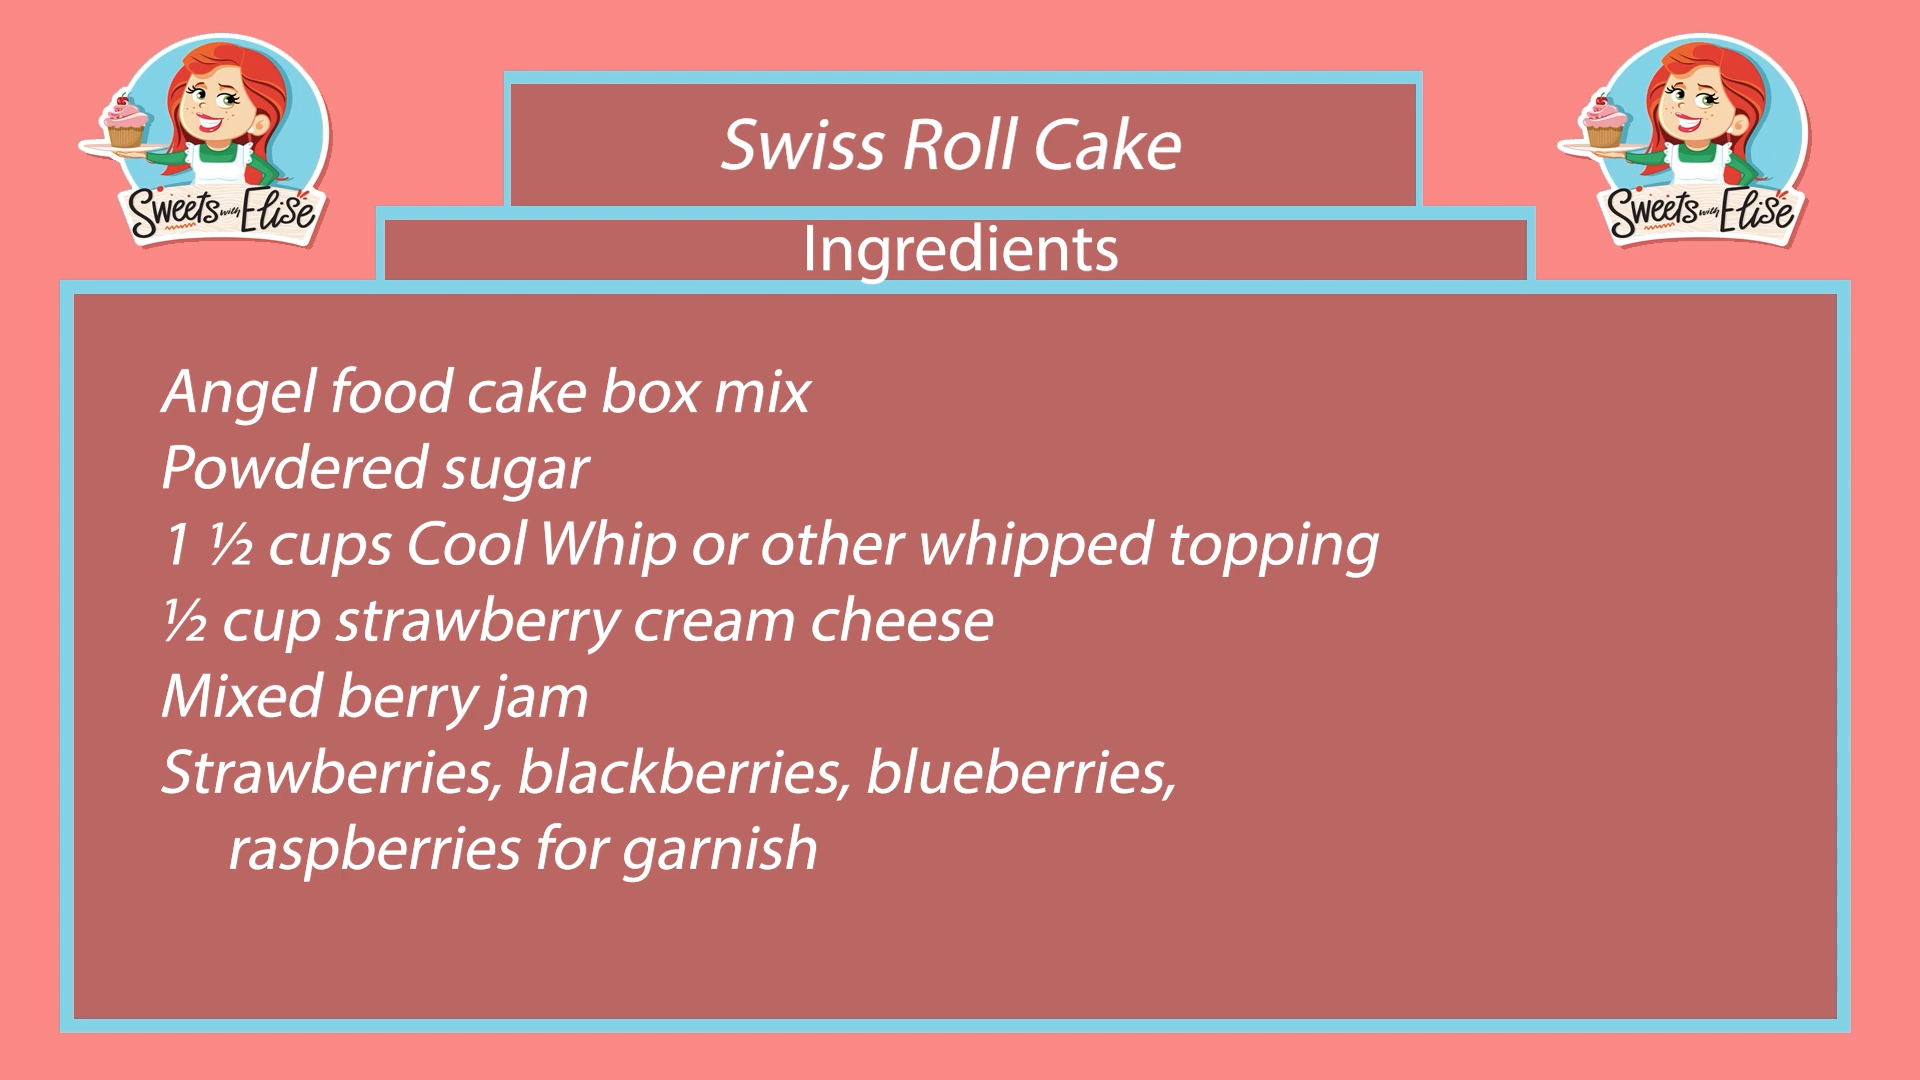 Sweets with Elise
Sweets with Elise
Swiss Roll Cake
Ingredients
Angel food cake box mix
Powdered sugar
1 ½ cups Cool Whip or other whipped topping
½ cup strawberry cream cheese
Mixed berry jam
Strawberries, blackberries, blueberries,
raspberries for garnish